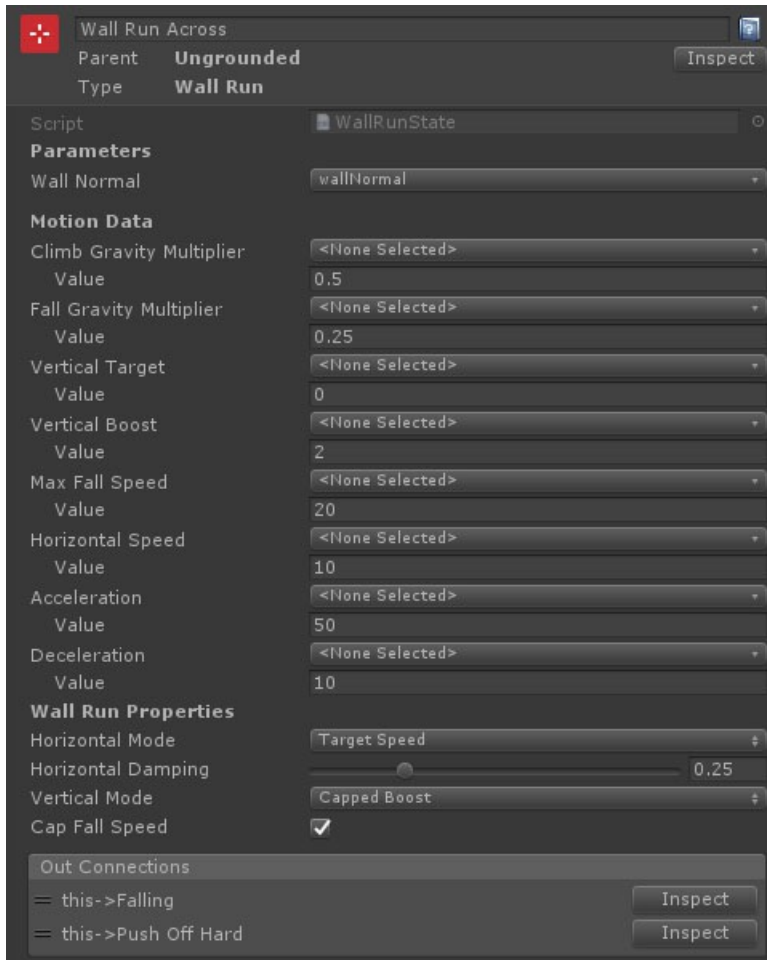 Wall Run Across
Parent Ungrounded Inspect
Type Wall Run
Script WallRunState
Parameters
Wall Normal wallNormal
Motion Data
Climb Gravity Multiplier <None Selected>
Value 0.5
Fall Gravity Multiplier <None Selected>
Value 0.25
Vertical Target <None Selected>
Value 0
Vertical Boost <None Selected>
Value 2
Max Fall Speed <None Selected>
Value 20
Horizontal Speed <None Selected>
Value 10
Acceleration <None Selected>
Value 50
Deceleration <None Selected>
Value 10
Wall Run Properties
Horizontal Mode Target Speed
Horizontal Damping 0.25
Vertical Mode Capped Boost
Cap Fall Speed
Out Connections
this->Falling Inspect
this->Push Off Hard Inspect